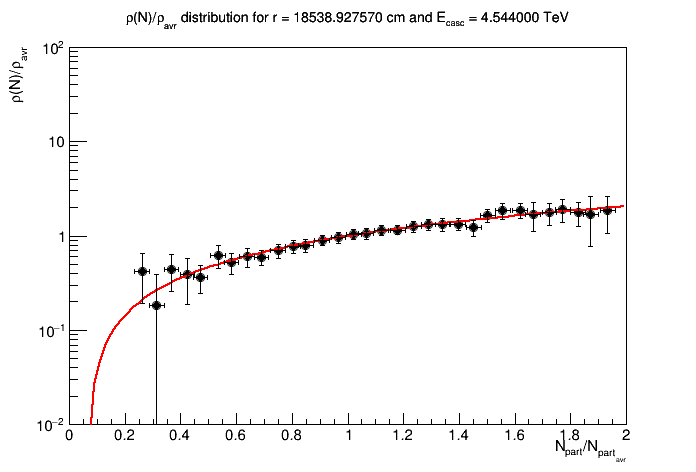 ρ(N)/ρavr distribution for r = 18538.927570 cm and Ecasc = 4.544000 TeV
ρ(N)/ρavr
10²
10
1
10⁻¹
10⁻²
0 0.2 0.4 0.6 0.8 1 1.2 1.4 1.6 1.8 2
Npart/Npartavr